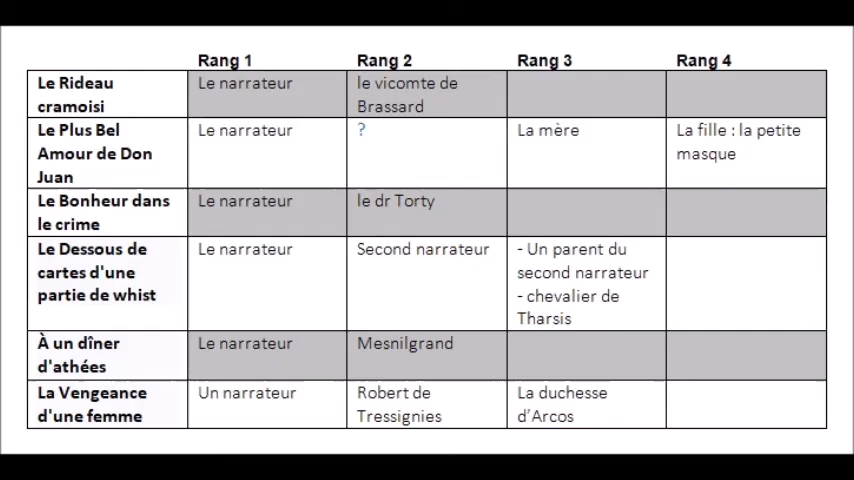 Rang 1 Rang 2 Rang 3 Rang 4
Le Rideau cramoisi
Le narrateur
le vicomte de
Brassard
Le Plus Bel
Amour de Don
Juan
Le narrateur
?
La mère
La fille : la petite
masque
Le Bonheur dans
le crime
Le narrateur
le dr Torty
Le Dessous de
cartes d'une
partie de whist
Le narrateur
Second narrateur
- Un parent du
second narrateur
- chevalier de
Tharsis
À un dîner
d'athées
Le narrateur
Mesnilgrand
La Vengeance
d'une femme
Un narrateur
Robert de
Tressignies
La duchesse
d’Arcos